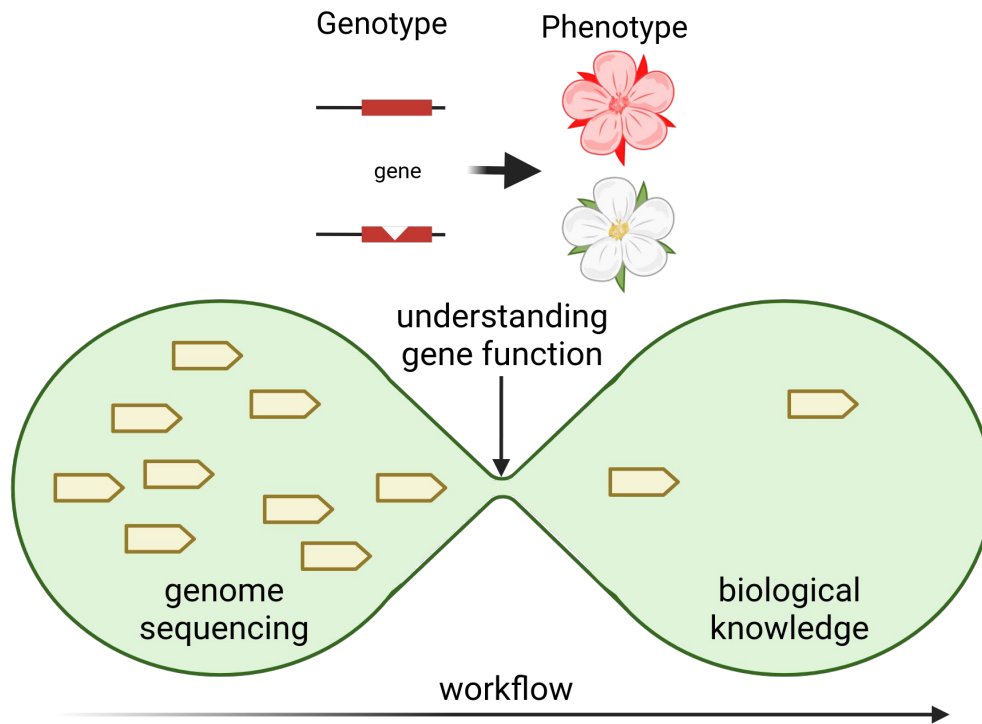 Genotype
Phenotype
gene
understanding
gene function
genome
sequencing
biological
knowledge
workflow